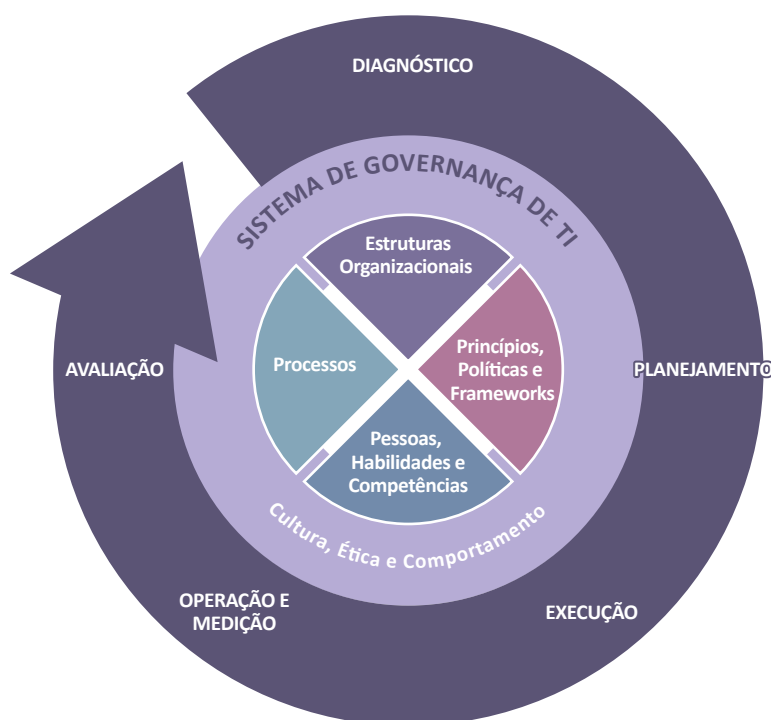 DIAGNÓSTICO
SISTEMA DE GOVERNANÇA DE TI
Estruturas
Organizacionais
Processos
Princípios,
Políticas e
Frameworks
AVALIAÇÃO
PLANEJAMENTO
Pessoas,
Habilidades e
Competências
Cultura, Ética e Comportamento
OPERAÇÃO E
MEDIÇÃO
EXECUÇÃO